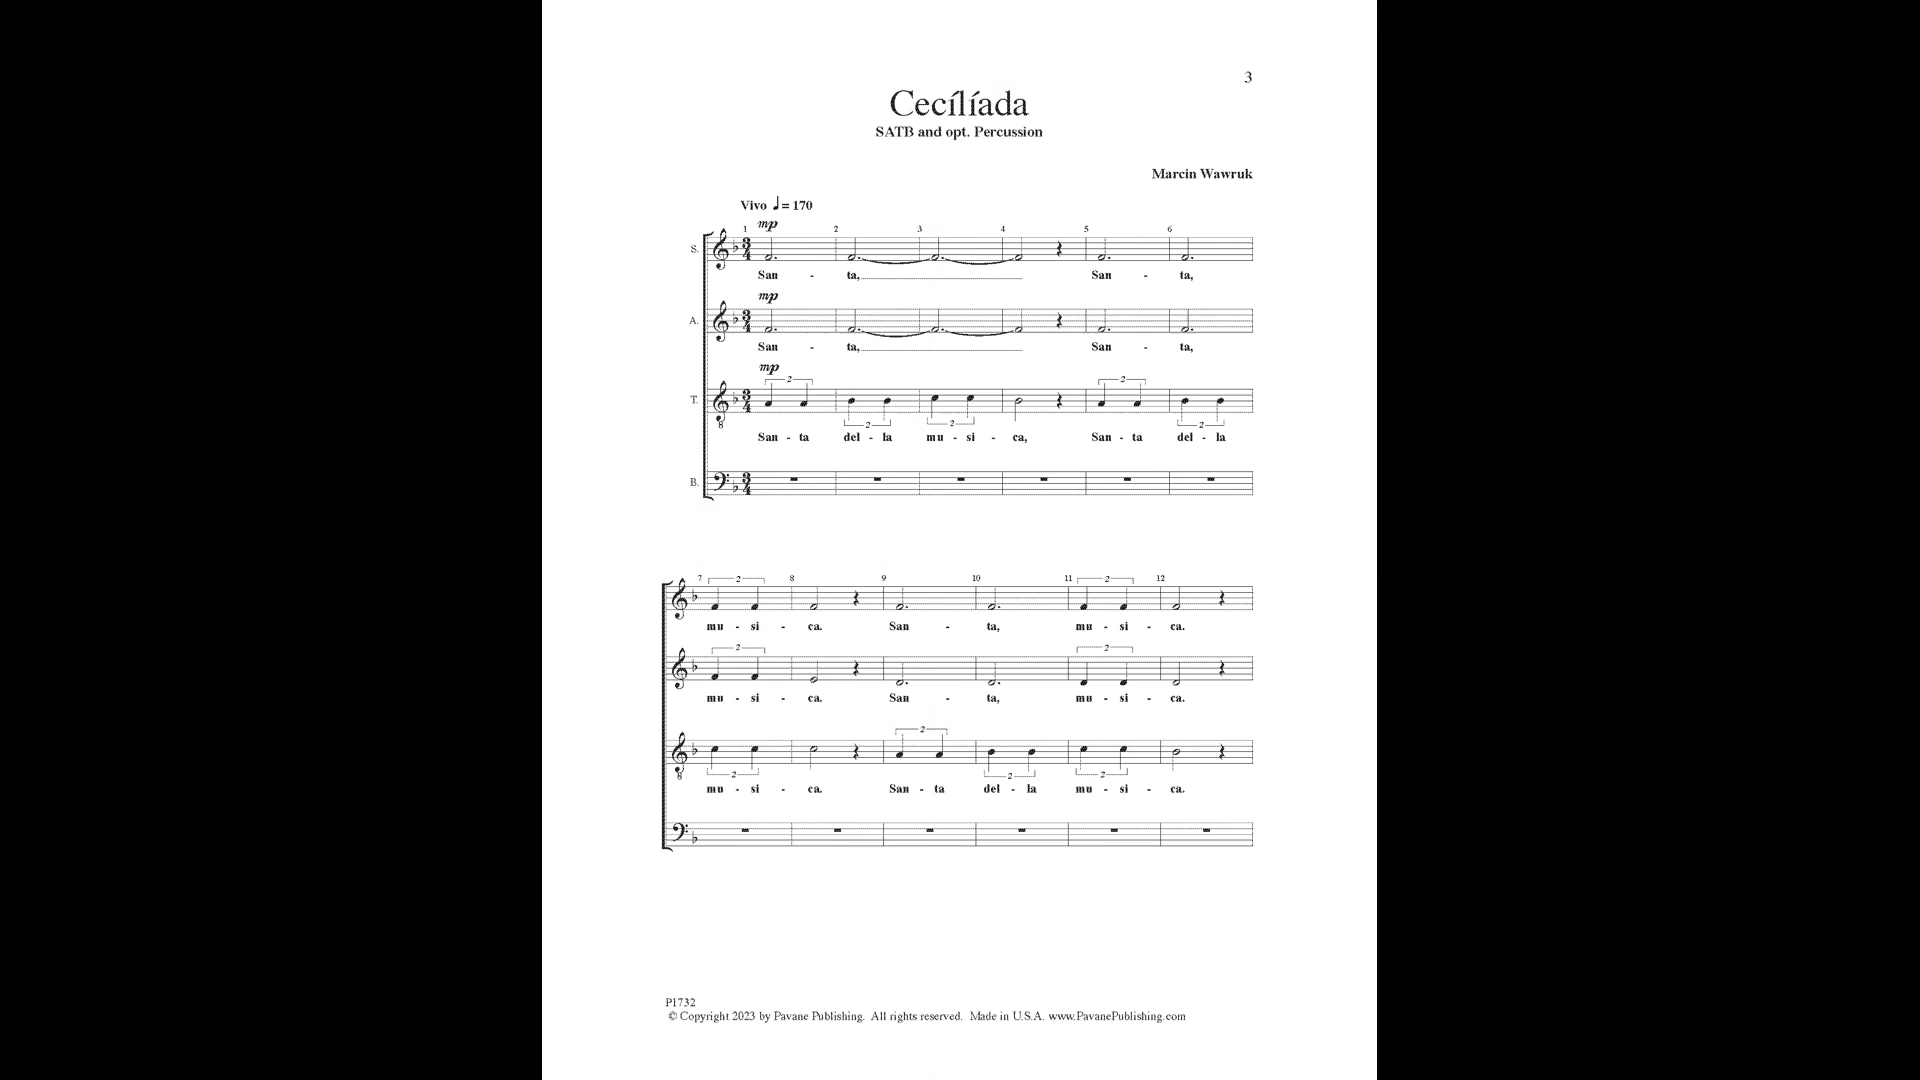 3
Cecílíada
SATB and opt. Percussion
Marcin Wawruk
Vivo ♩= 170
mp
1 2 3 4 5 6
S.
San - ta, San - ta,
mp
A.
San - ta, San - ta,
mp
2 2
T.
8
2 2 2
San - ta del - la mu - si - ca, San - ta del - la
B.
7 2 8 9 10 11 2 12
mu - si - ca. San - ta, mu - si - ca.
2 2
mu - si - ca. San - ta, mu - si - ca.
2
8
2 2 2
mu - si - ca. San - ta del - la mu - si - ca.
P1732
© Copyright 2023 by Pavane Publishing. All rights reserved. Made in U.S.A. www.PavanePublishing.com